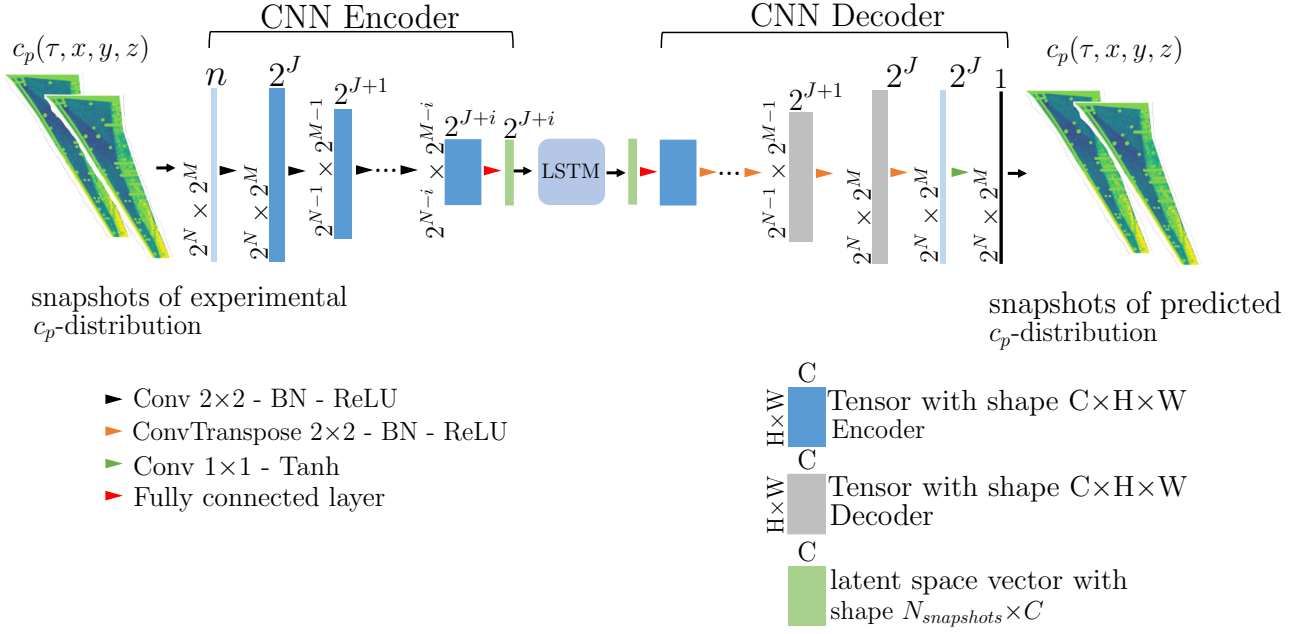 CNN Encoder
CNN Decoder
c_p(τ, x, y, z)
c_p(τ, x, y, z)
n
2^J
2^{J+1}
2^{J+i}
2^{J+i}
2^{J+1}
2^J
2^J
1
2^N × 2^M
2^N × 2^M
2^{N−1} × 2^{M−1}
...
2^{N−i} × 2^{M−i}
LSTM
...
2^{N−1} × 2^{M−1}
2^N × 2^M
2^N × 2^M
2^N × 2^M
snapshots of experimental
c_p-distribution
snapshots of predicted
c_p-distribution
Conv 2×2 - BN - ReLU
ConvTranspose 2×2 - BN - ReLU
Conv 1×1 - Tanh
Fully connected layer
C
H×W
Tensor with shape C×H×W
Encoder
C
H×W
Tensor with shape C×H×W
Decoder
C
latent space vector with
shape N_{snapshots}×C